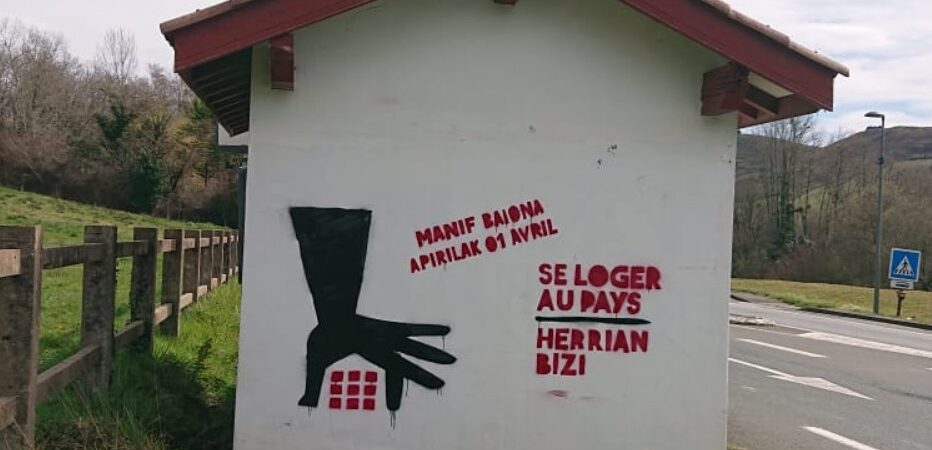 MANIF BAIONA
APIRILAK 01 AVRIL
SE LOGER
AU PAYS
HERRIAN
BIZI